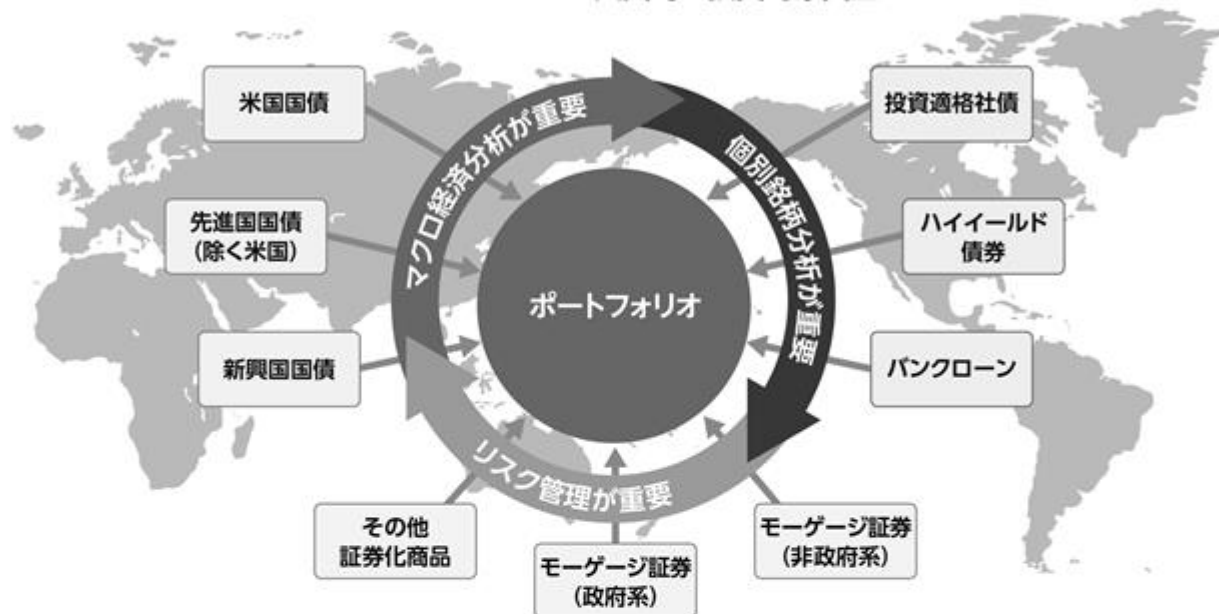 米国国債
先進国国債
(除く米国)
新興国国債
マクロ経済分析が重要
個別銘柄分析が重要
リスク管理が重要
ポートフォリオ
投資適格社債
ハイイールド
債券
バンクローン
その他
証券化商品
モーゲージ証券
(政府系)
モーゲージ証券
(非政府系)